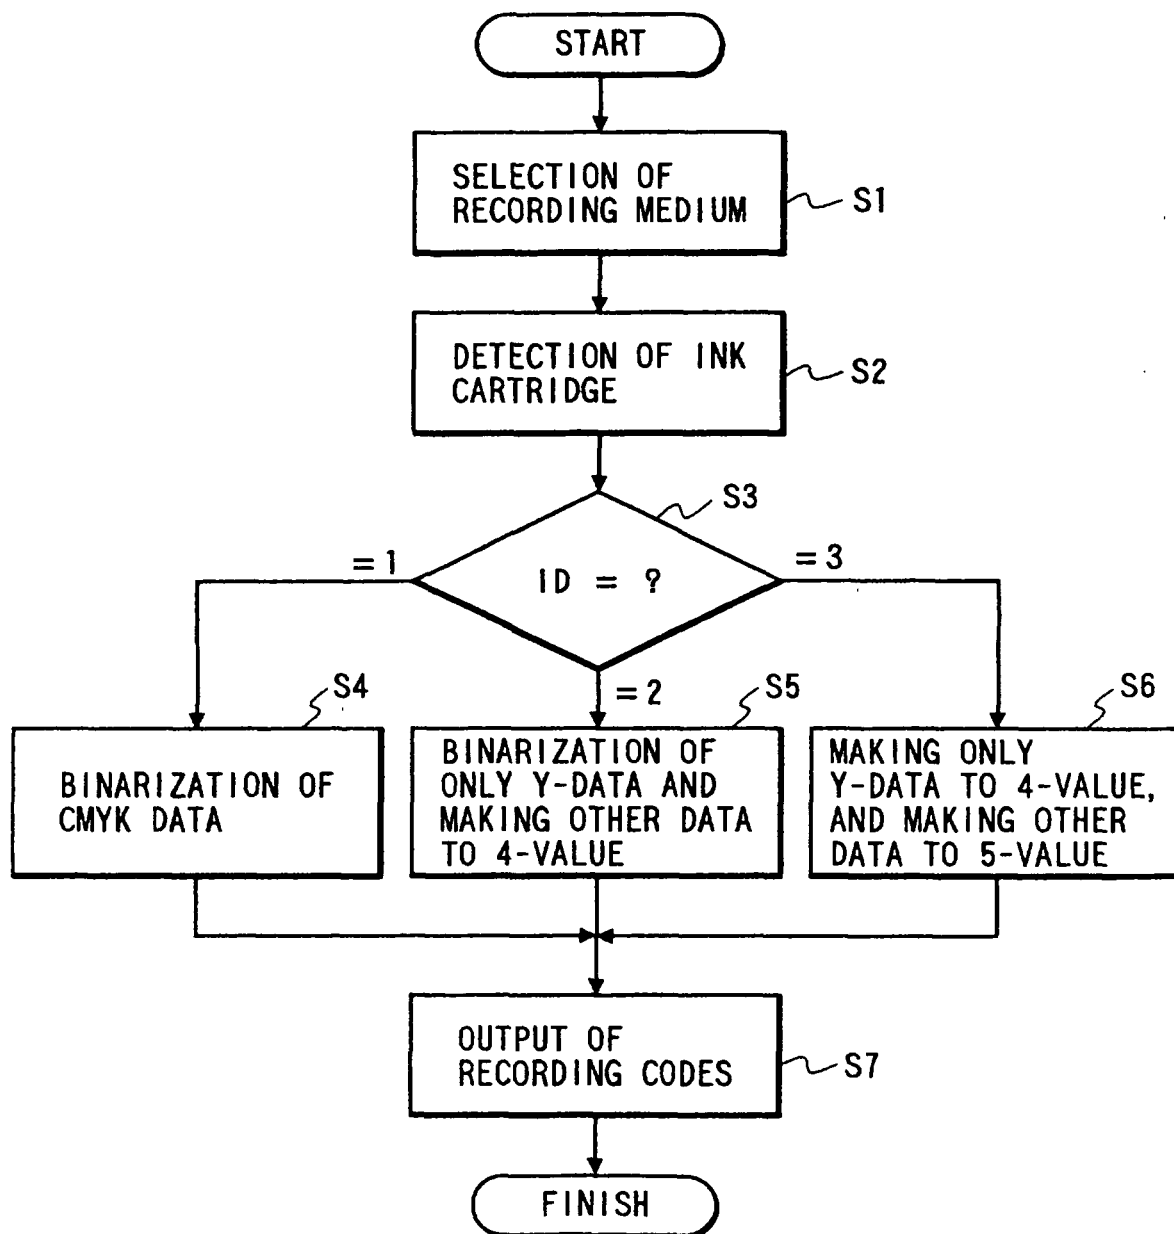 START
SELECTION OF
RECORDING MEDIUM
S1
DETECTION OF INK
CARTRIDGE
S2
S3
= 1
ID = ?
= 3
= 2
S4
BINARIZATION OF
CMYK DATA
S5
BINARIZATION OF
ONLY Y-DATA AND
MAKING OTHER DATA
TO 4-VALUE
S6
MAKING ONLY
Y-DATA TO 4-VALUE,
AND MAKING OTHER
DATA TO 5-VALUE
OUTPUT OF
RECORDING CODES
S7
FINISH